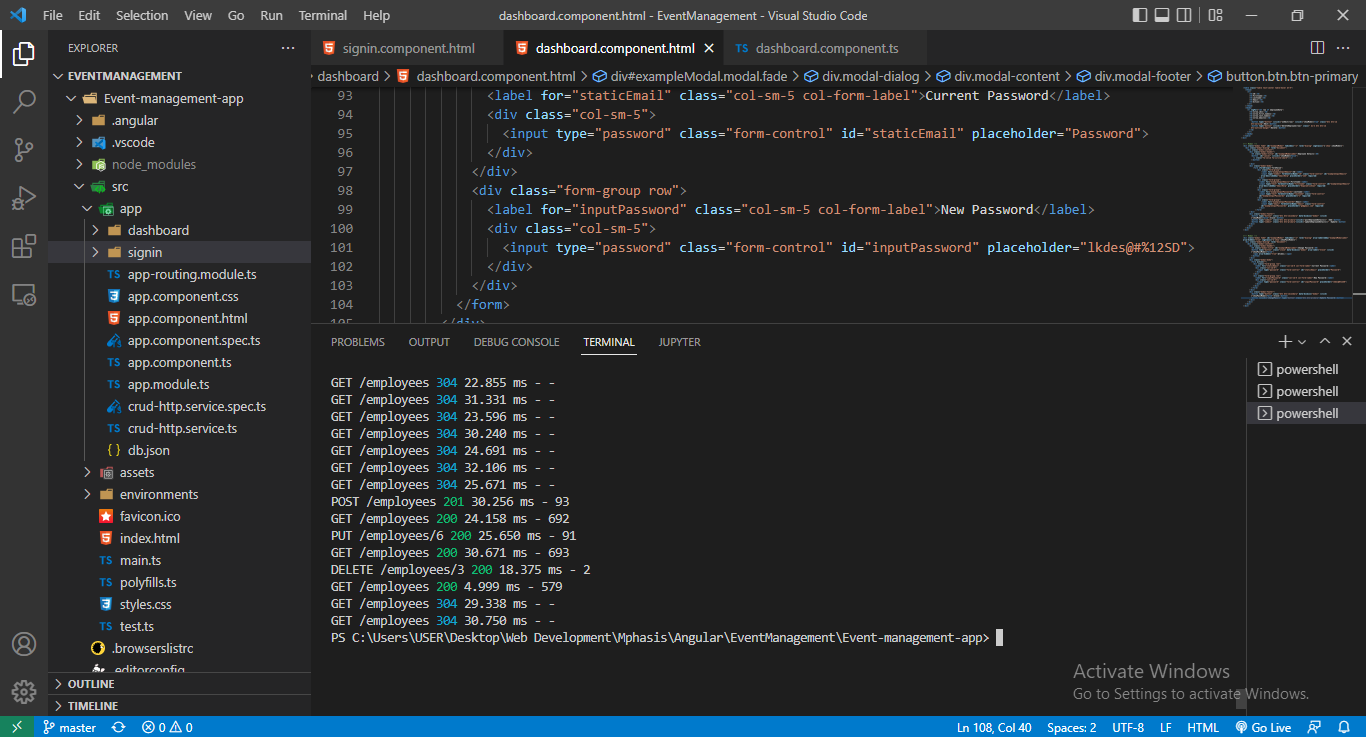 File Edit Selection View Go Run Terminal Help
dashboard.component.html - EventManagement - Visual Studio Code
EXPLORER
EVENTMANAGEMENT
Event-management-app
.angular
.vscode
node_modules
src
app
dashboard
signin
TS app-routing.module.ts
app.component.css
app.component.html
app.component.spec.ts
TS app.component.ts
TS app.module.ts
crud-http.service.spec.ts
TS crud-http.service.ts
{ } db.json
assets
environments
favicon.ico
index.html
TS main.ts
TS polyfills.ts
styles.css
TS test.ts
.browserslistrc
.editorconfig
OUTLINE
TIMELINE
signin.component.html
dashboard.component.html
TS dashboard.component.ts
dashboard > dashboard.component.html > div#exampleModal.modal.fade > div.modal-dialog > div.modal-content > div.modal-footer > button.btn.btn-primary
93 <label for="staticEmail" class="col-sm-5 col-form-label">Current Password</label>
94 <div class="col-sm-5">
95 <input type="password" class="form-control" id="staticEmail" placeholder="Password">
96 </div>
97 </div>
98 <div class="form-group row">
99 <label for="inputPassword" class="col-sm-5 col-form-label">New Password</label>
100 <div class="col-sm-5">
101 <input type="password" class="form-control" id="inputPassword" placeholder="lkdes@#%12SD">
102 </div>
103 </div>
104 </form>
105 </div>
PROBLEMS OUTPUT DEBUG CONSOLE TERMINAL JUPYTER
GET /employees 304 22.855 ms - -
GET /employees 304 31.331 ms - -
GET /employees 304 23.596 ms - -
GET /employees 304 30.240 ms - -
GET /employees 304 24.691 ms - -
GET /employees 304 32.106 ms - -
GET /employees 304 25.671 ms - -
POST /employees 201 30.256 ms - 93
GET /employees 200 24.158 ms - 692
PUT /employees/6 200 25.650 ms - 91
GET /employees 200 30.671 ms - 693
DELETE /employees/3 200 18.375 ms - 2
GET /employees 200 4.999 ms - 579
GET /employees 304 29.338 ms - -
GET /employees 304 30.750 ms - -
PS C:\Users\USER\Desktop\Web Development\Mphasis\Angular\EventManagement\Event-management-app>
powershell
powershell
powershell
Activate Windows
Go to Settings to activate Windows.
master
0 0
Ln 108, Col 40 Spaces: 2 UTF-8 LF HTML Go Live